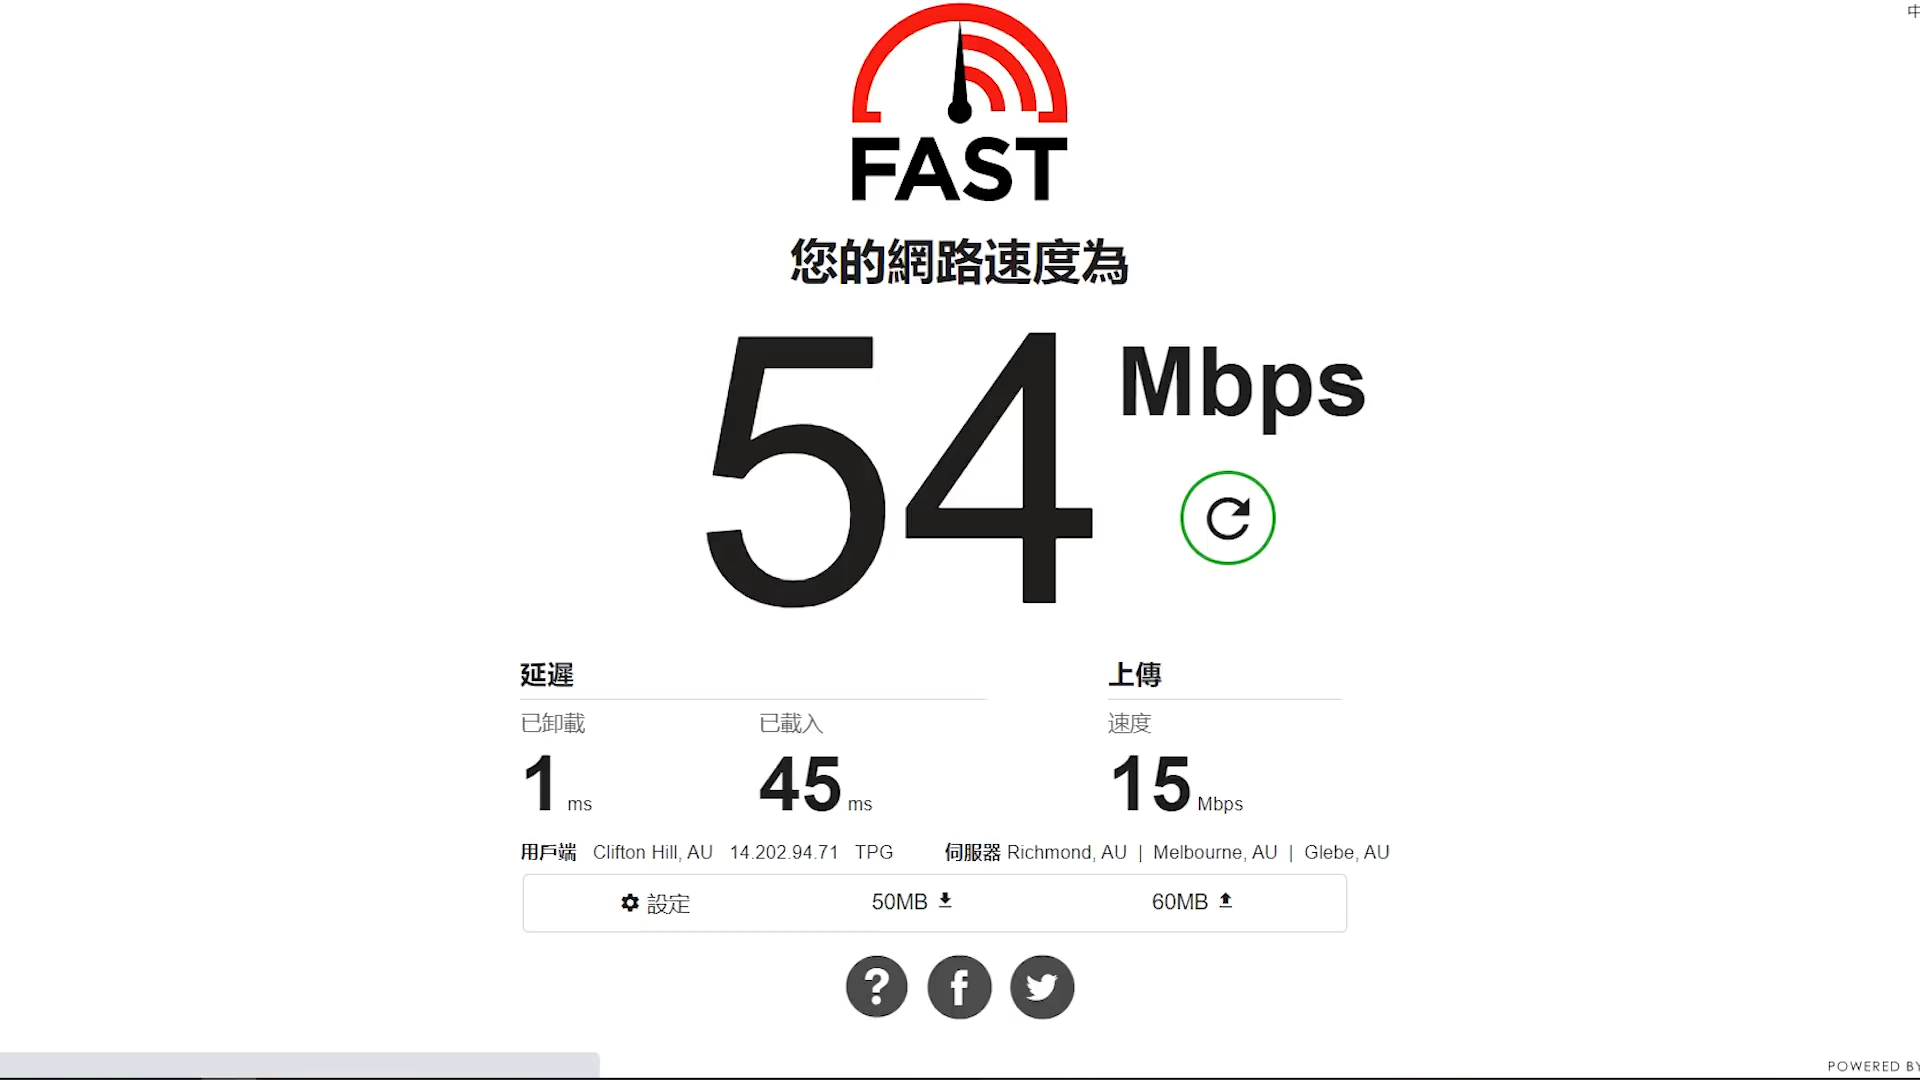 中
FAST
您的網路速度為
54 Mbps
延遲
上傳
已卸載
已載入
速度
1 ms
45 ms
15 Mbps
用戶端 Clifton Hill, AU 14.202.94.71 TPG 伺服器 Richmond, AU | Melbourne, AU | Glebe, AU
設定 50MB 60MB
?
f
POWERED BY